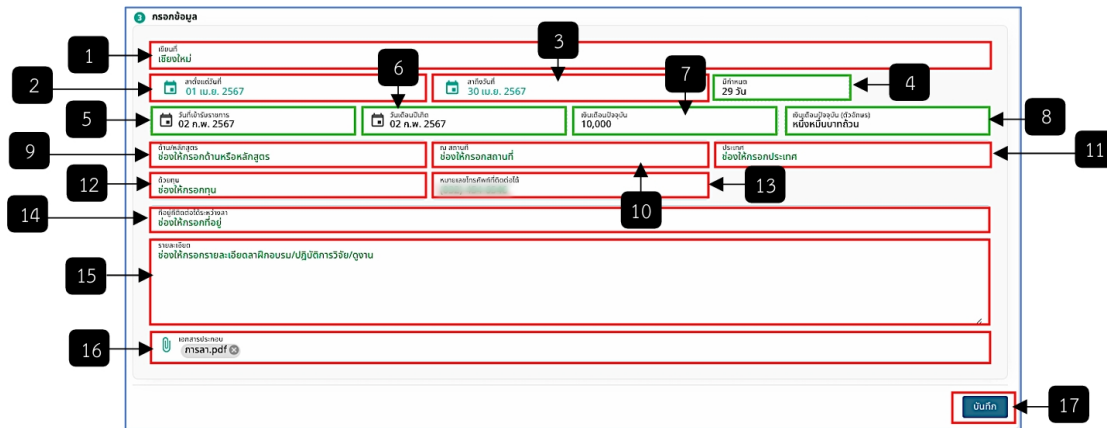 3 กรอกข้อมูล
1
เขียนที่
เชียงใหม่
3
2
ลาตั้งแต่วันที่
01 เม.ย. 2567
6
ลาถึงวันที่
30 เม.ย. 2567
7
มีกำหนด
29 วัน
4
5
วันที่เข้ารับราชการ
02 ก.พ. 2567
วันเดือนปีเกิด
02 ก.พ. 2567
เงินเดือนปัจจุบัน
10,000
เงินเดือนปัจจุบัน (ตัวอักษร)
หนึ่งหมื่นบาทถ้วน
8
9
ด้าน/หลักสูตร
ช่องให้กรอกด้านหรือหลักสูตร
ณ สถานที่
ช่องให้กรอกสถานที่
ประเทศ
ช่องให้กรอกประเทศ
11
12
ด้วยทุน
ช่องให้กรอกทุน
หมายเลขโทรศัพท์ที่ติดต่อได้
13
10
14
ที่อยู่ที่ติดต่อได้ระหว่างลา
ช่องให้กรอกที่อยู่
15
รายละเอียด
ช่องให้กรอกรายละเอียดลาฝึกอบรม/ปฏิบัติการวิจัย/ดูงาน
16
เอกสารประกอบ
ภารลา.pdf
บันทึก
17